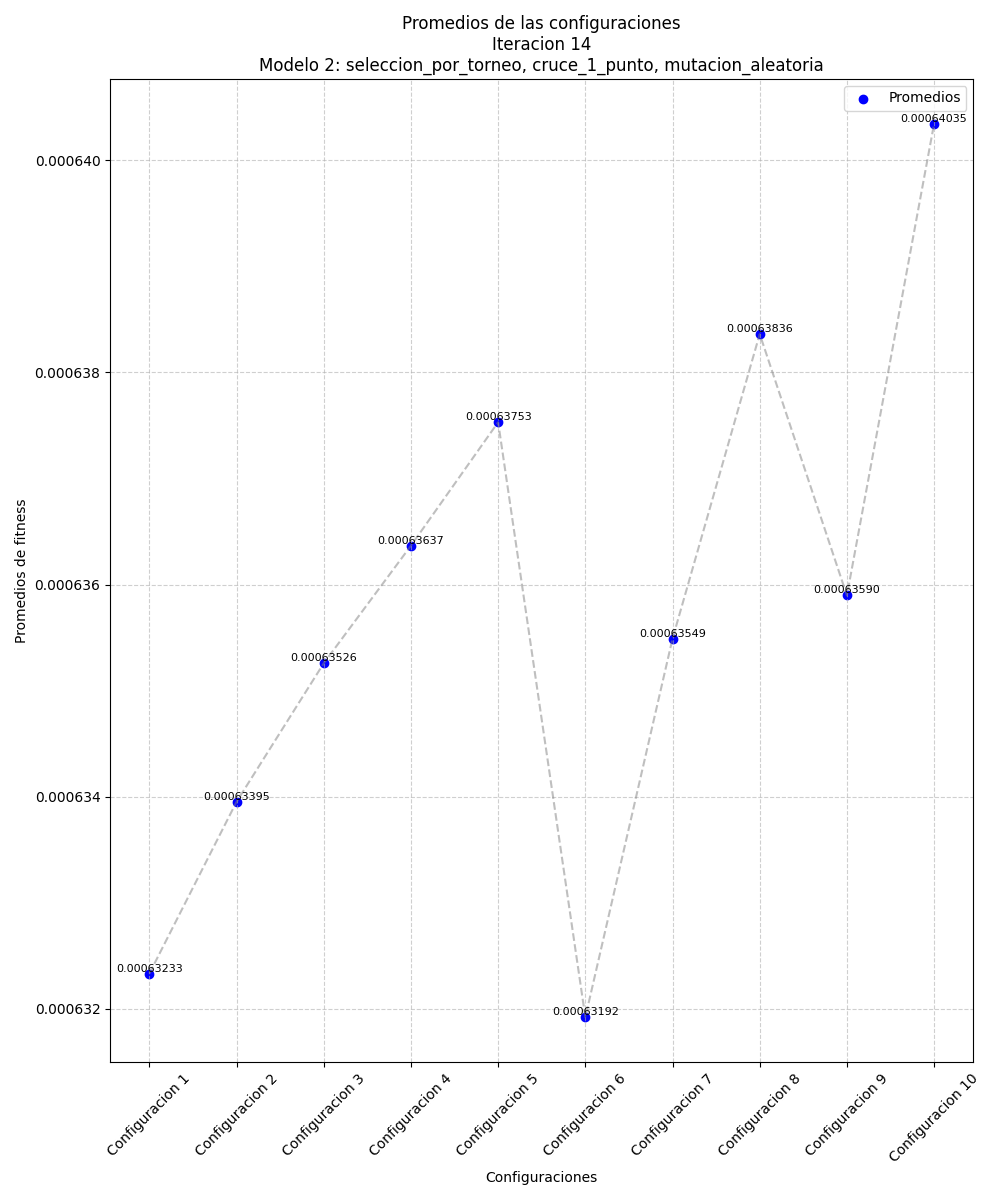 Promedios de las configuraciones
Iteracion 14
Modelo 2: seleccion_por_torneo, cruce_1_punto, mutacion_aleatoria
Promedios
0.00064035
0.000640
0.00063836
0.000638
0.00063753
0.00063637
0.000636
0.00063590
0.00063549
0.00063526
0.000634
0.00063395
0.00063233
0.000632
0.00063192
Promedios de fitness
Configuracion 1
Configuracion 2
Configuracion 3
Configuracion 4
Configuracion 5
Configuracion 6
Configuracion 7
Configuracion 8
Configuracion 9
Configuracion 10
Configuraciones